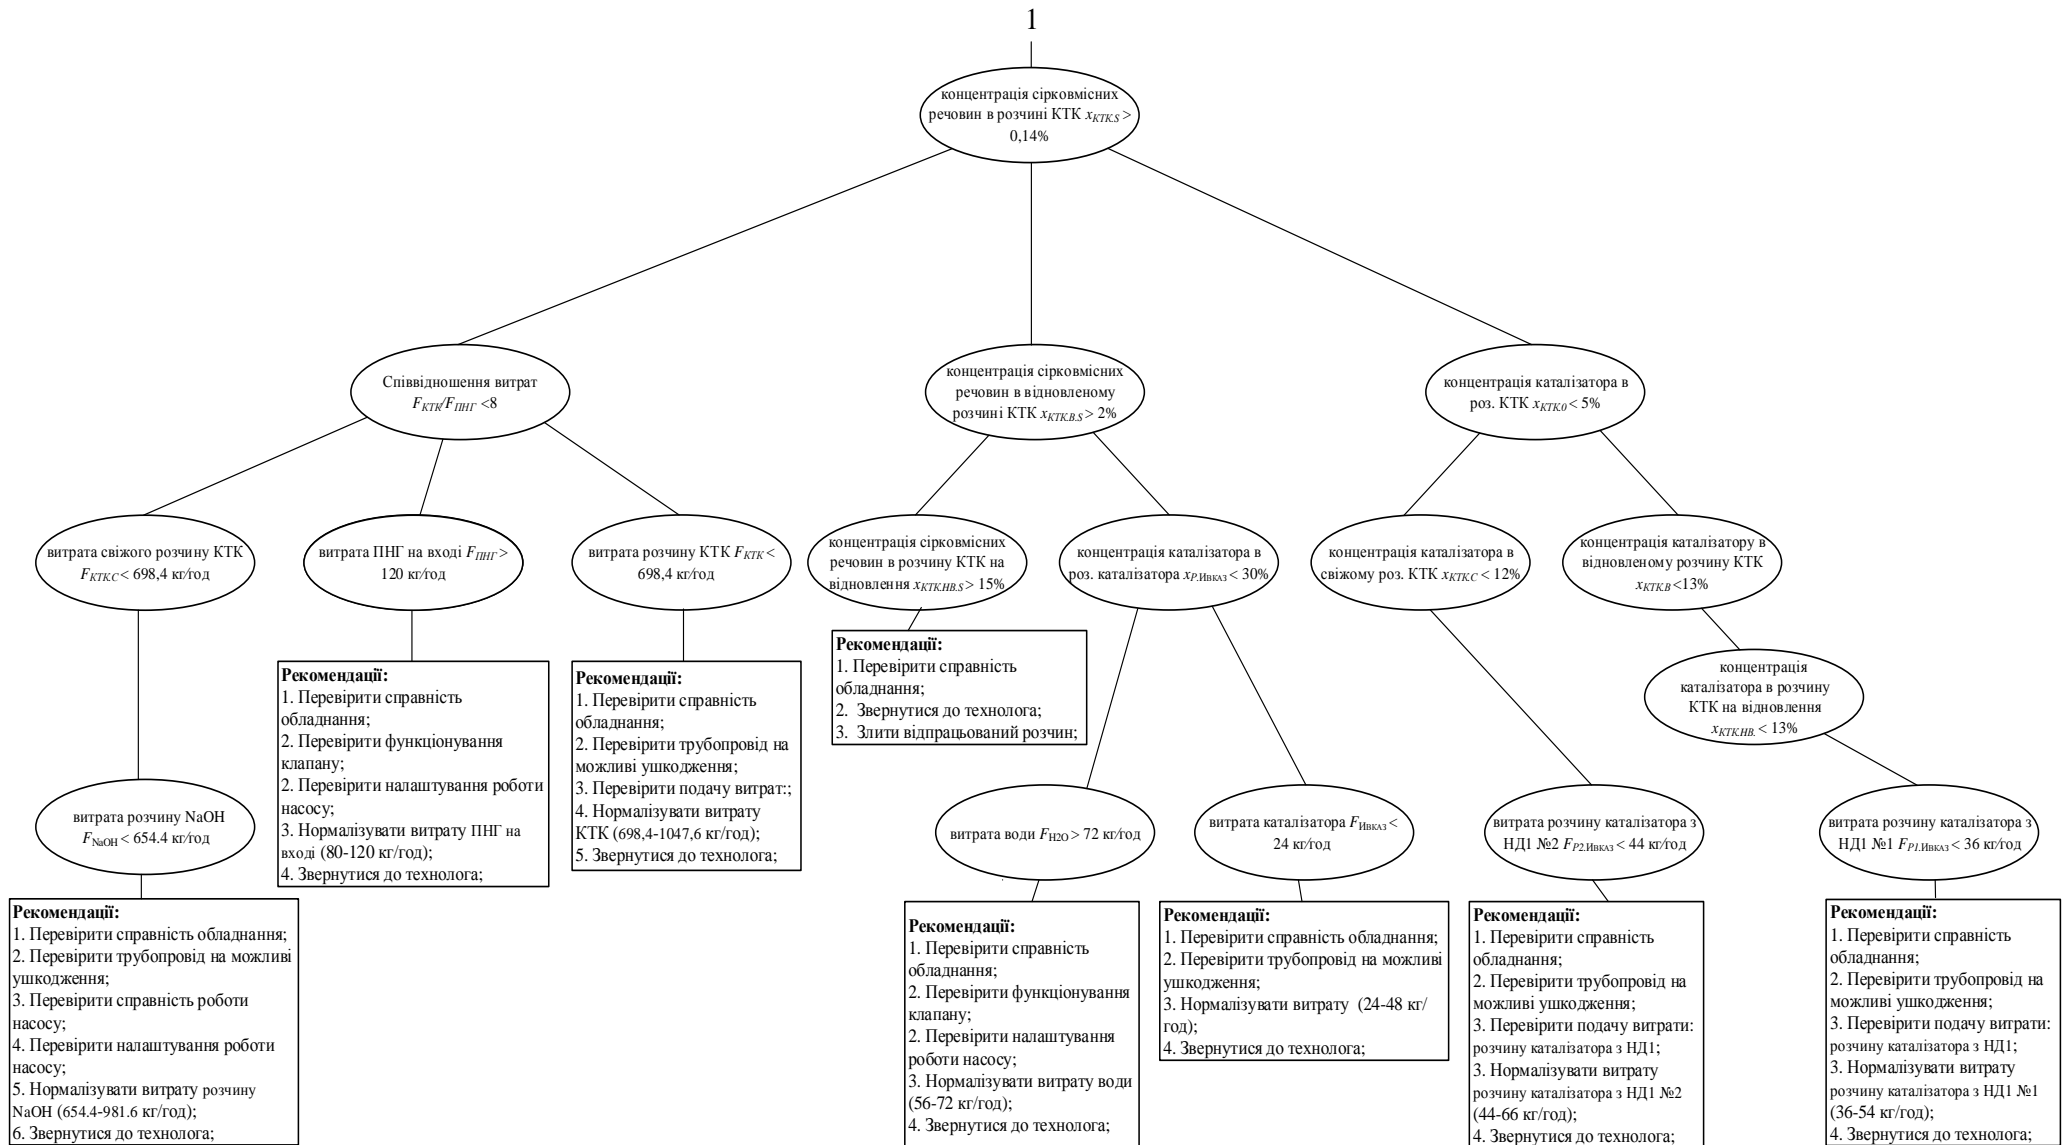 1
концентрація сірковмісних
речовин в розчині КТК xКТК.S >
0,14%
Співвідношення витрат
FКТК/FПНГ <8
концентрація сірковмісних
речовин в відновленому
розчині КТК xКТК.В.S > 2%
концентрація каталізатора в
роз. КТК xКТК.0 < 5%
витрата свіжого розчину КТК
FКТК.С < 698,4 кг/год
витрата ПНГ на вході FПНГ >
120 кг/год
витрата розчину КТК FКТК <
698,4 кг/год
концентрація сірковмісних
речовин в розчину КТК на
відновлення xКТК.НВ.S > 15%
концентрація каталізатора в
роз. каталізатора xР.Ивказ < 30%
концентрація каталізатора в
свіжому роз. КТК xКТК.С < 12%
концентрація каталізатору в
відновленому розчину КТК
xКТК.В <13%
концентрація
каталізатора в розчину
КТК на відновлення
xКТК.НВ. < 13%
витрата розчину NaOH
FNaOH < 654.4 кг/год
витрата води FH2O > 72 кг/год
витрата каталізатора FИвказ <
24 кг/год
витрата розчину каталізатора з
НД1 №2 FР2.Ивказ < 44 кг/год
витрата розчину каталізатора з
НД1 №1 FР1.Ивказ < 36 кг/год
Рекомендації:
1. Перевірити справність обладнання;
2. Перевірити трубопровід на можливі
ушкодження;
3. Перевірити справність роботи
насосу;
4. Перевірити налаштування роботи
насосу;
5. Нормалізувати витрату розчину
NaOH (654.4-981.6 кг/год);
6. Звернутися до технолога;
Рекомендації:
1. Перевірити справність
обладнання;
2. Перевірити функціонування
клапану;
2. Перевірити налаштування роботи
насосу;
3. Нормалізувати витрату ПНГ на
вході (80-120 кг/год);
4. Звернутися до технолога;
Рекомендації:
1. Перевірити справність
обладнання;
2. Перевірити трубопровід на
можливі ушкодження;
3. Перевірити подачу витрат:;
4. Нормалізувати витрату
КТК (698,4-1047,6 кг/год);
5. Звернутися до технолога;
Рекомендації:
1. Перевірити справність
обладнання;
2. Звернутися до технолога;
3. Злити відпрацьований розчин;
Рекомендації:
1. Перевірити справність
обладнання;
2. Перевірити функціонування
клапану;
2. Перевірити налаштування
роботи насосу;
3. Нормалізувати витрату води
(56-72 кг/год);
4. Звернутися до технолога;
Рекомендації:
1. Перевірити справність обладнання;
2. Перевірити трубопровід на можливі
ушкодження;
3. Нормалізувати витрату (24-48 кг/
год);
4. Звернутися до технолога;
Рекомендації:
1. Перевірити справність
обладнання;
2. Перевірити трубопровід на
можливі ушкодження;
3. Перевірити подачу витрати:
розчину каталізатора з НД1;
3. Нормалізувати витрату
розчину каталізатора з НД1 №2
(44-66 кг/год);
4. Звернутися до технолога;
Рекомендації:
1. Перевірити справність
обладнання;
2. Перевірити трубопровід на
можливі ушкодження;
3. Перевірити подачу витрати:
розчину каталізатора з НД1;
3. Нормалізувати витрату
розчину каталізатора з НД1 №1
(36-54 кг/год);
4. Звернутися до технолога;